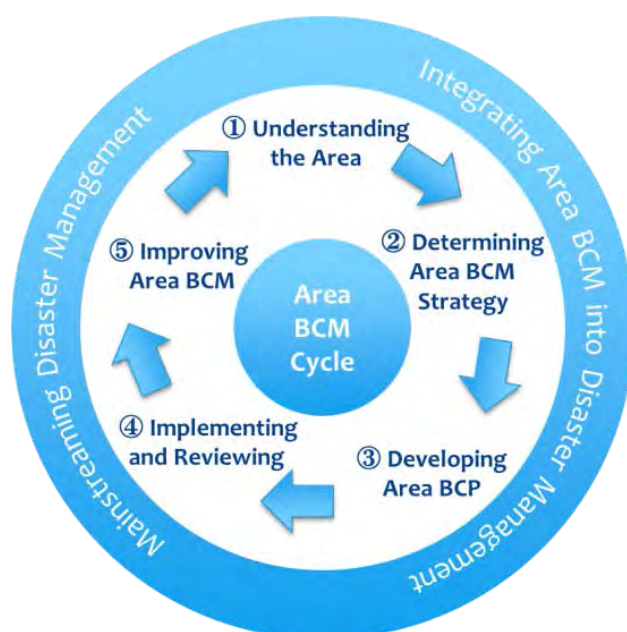 Integrating Area BCM into Disaster Management
Mainstreaming Disaster Management
① Understanding
the Area
② Determining
Area BCM
Strategy
③ Developing
Area BCP
④ Implementing
and Reviewing
⑤ Improving
Area BCM
Area
BCM
Cycle